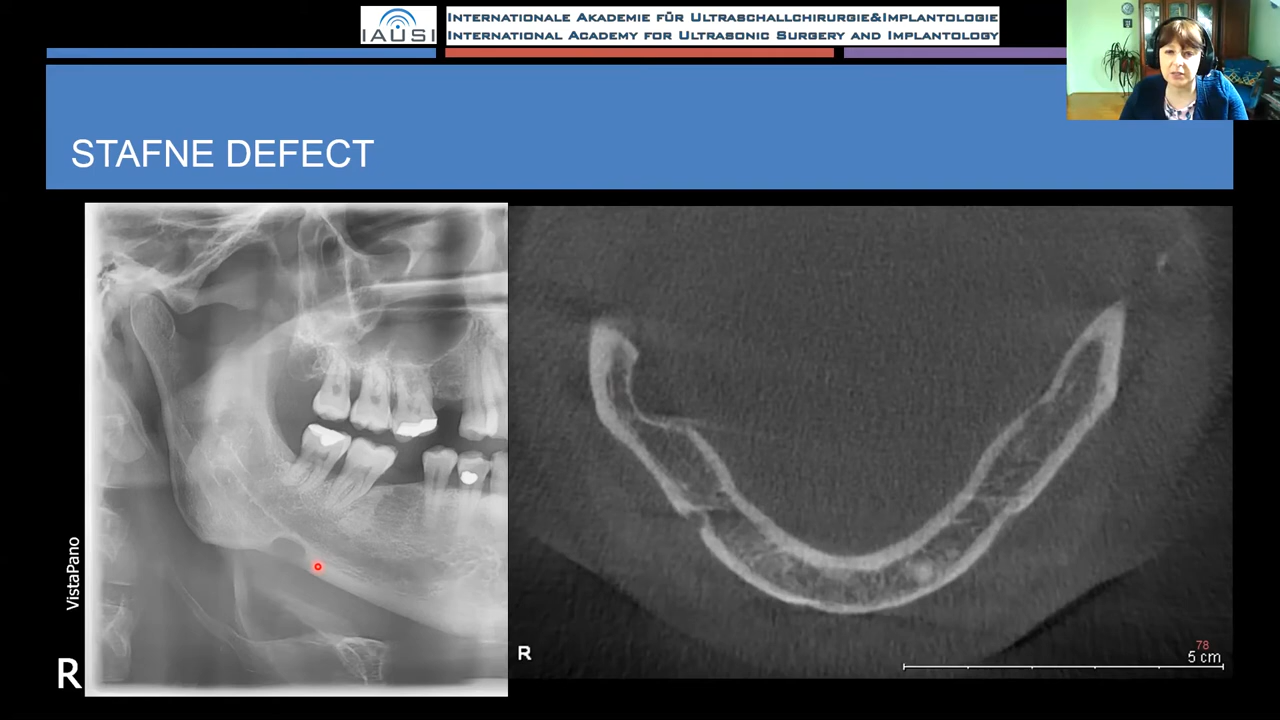 IAUSI
INTERNATIONALE AKADEMIE FÜR ULTRASCHALLCHIRURGIE&IMPLANTOLOGIE
INTERNATIONAL ACADEMY FOR ULTRASONIC SURGERY AND IMPLANTOLOGY
STAFNE DEFECT
VistaPano
R
R
78
5 cm